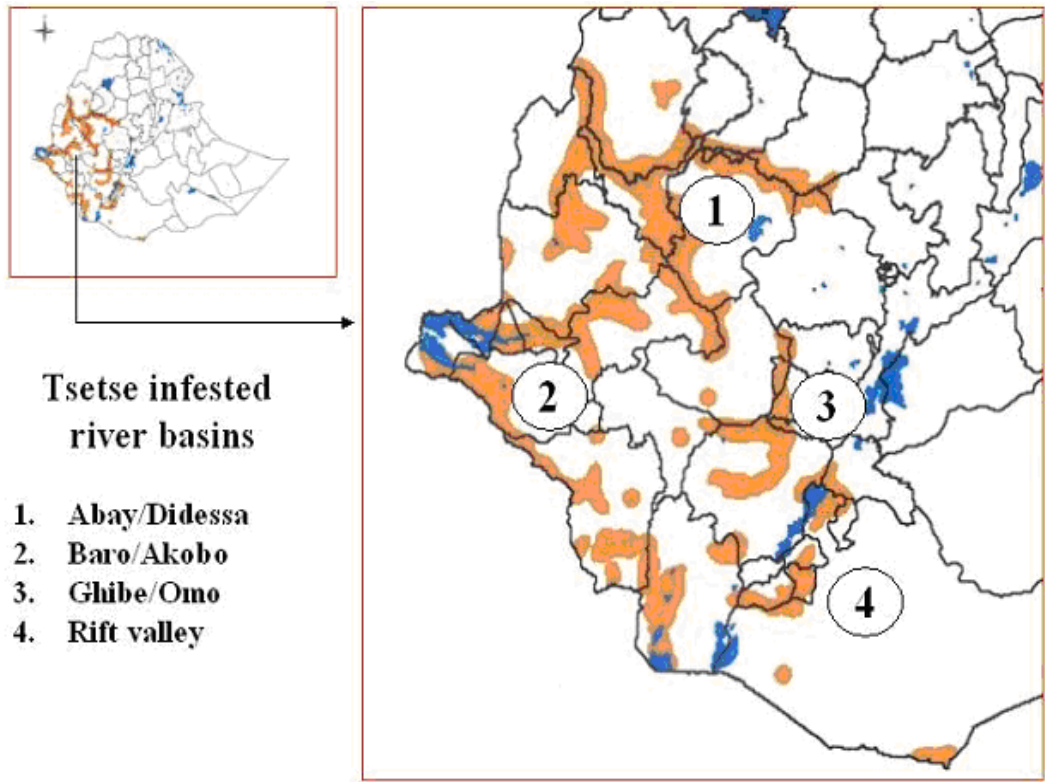 Tsetse infested
river basins
1. Abay/Didessa
2. Baro/Akobo
3. Ghibe/Omo
4. Rift valley
1
2
3
4